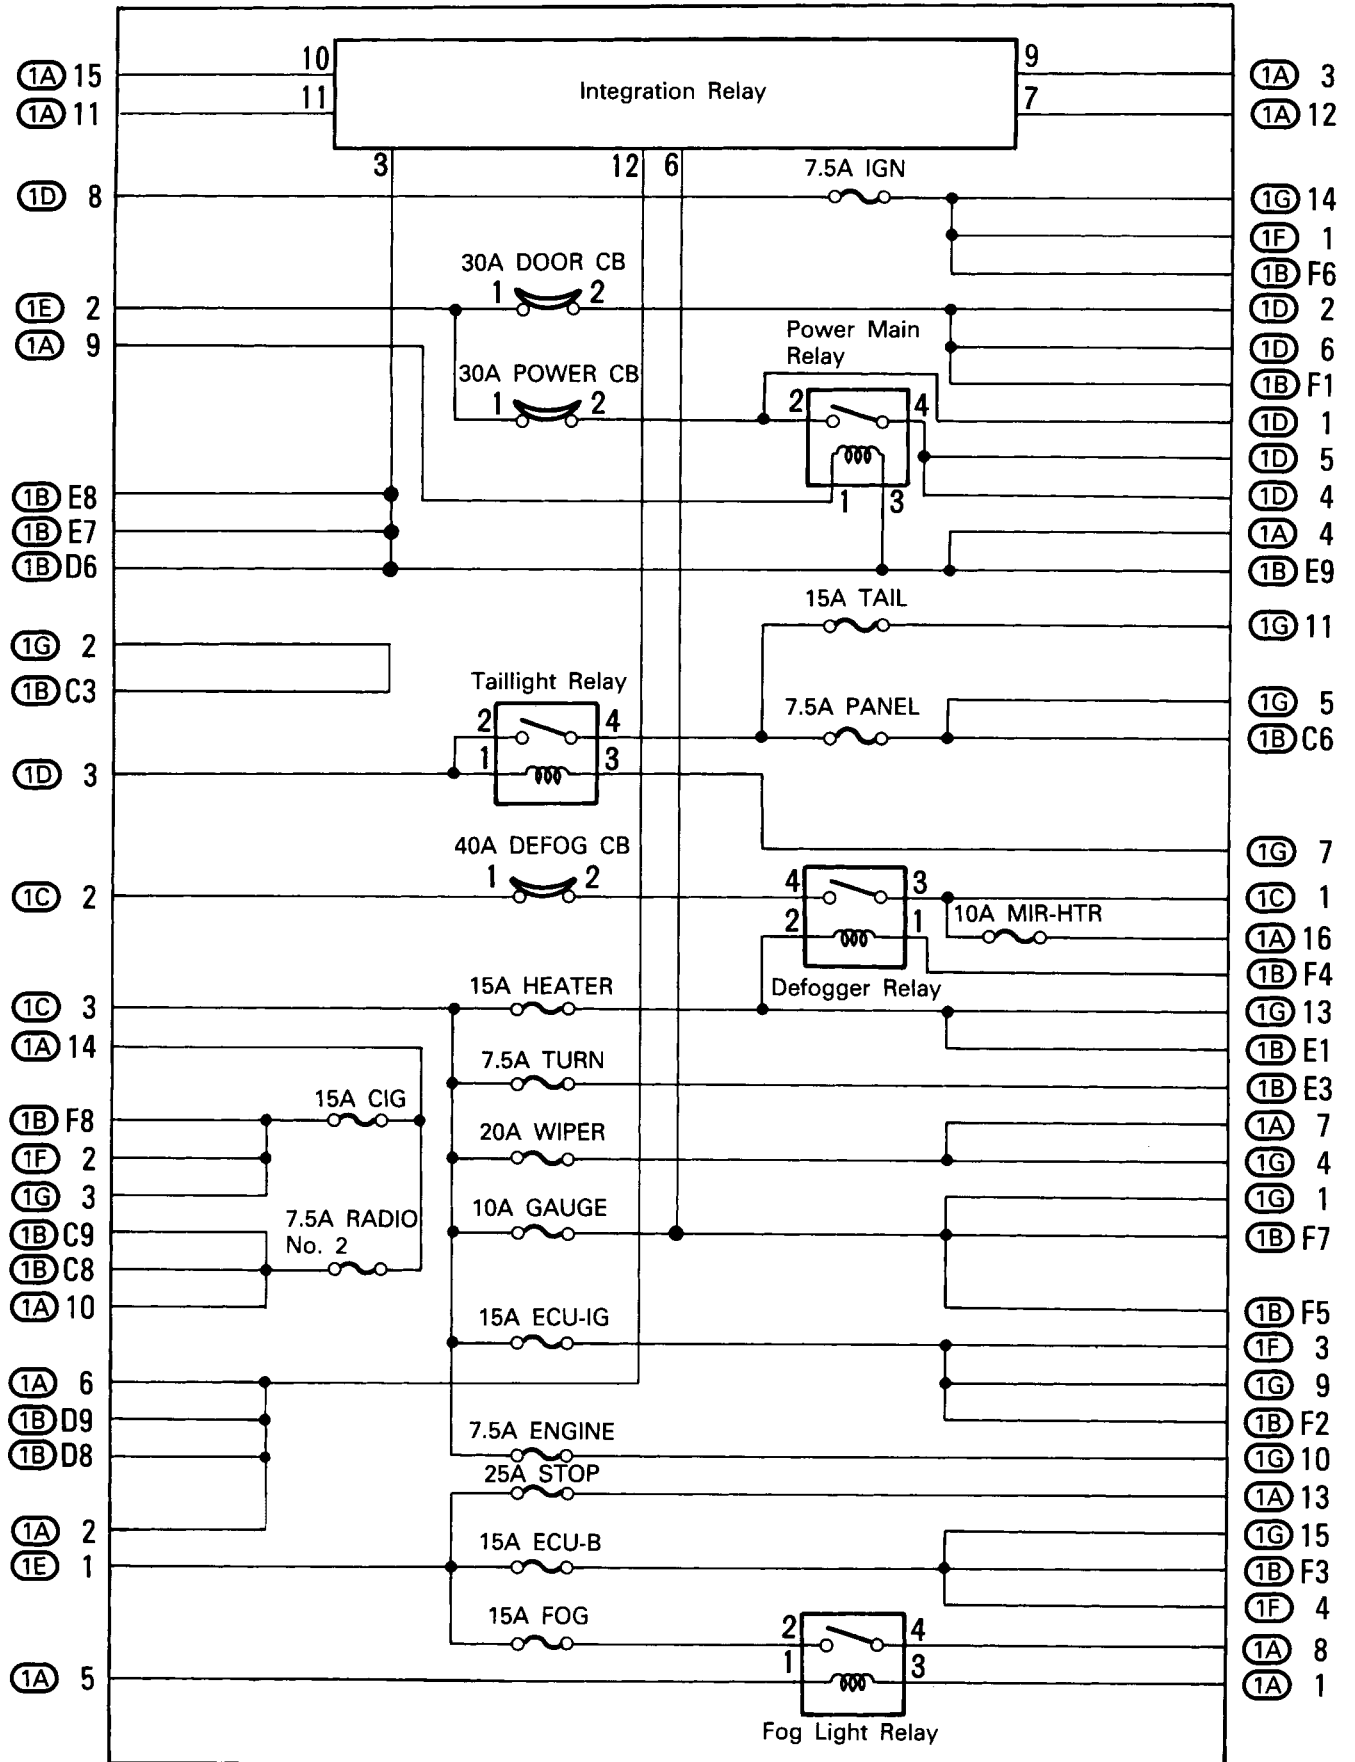 10
9
1A 15
Integration Relay
1A 3
11
7
1A 11
1A 12
3
12
6
7.5A IGN
1D 8
1G 14
1F 1
30A DOOR CB
1B F6
1
2
1E 2
1D 2
Power Main
Relay
1A 9
1D 6
30A POWER CB
1B F1
1
2
2
4
1D 1
1D 5
1B E8
1
3
1D 4
1B E7
1A 4
1B D6
1B E9
15A TAIL
1G 2
1G 11
Taillight Relay
1B C3
7.5A PANEL
1G 5
2
4
1B C6
1
3
1D 3
40A DEFOG CB
1G 7
1
2
4
3
1C 2
1C 1
10A MIR-HTR
2
1
1A 16
1B F4
15A HEATER
Defogger Relay
1C 3
1G 13
1A 14
1B E1
7.5A TURN
1B E3
15A CIG
1B F8
1A 7
20A WIPER
1F 2
1G 4
1G 3
1G 1
10A GAUGE
7.5A RADIO
No. 2
1B C9
1B F7
1B C8
1A 10
15A ECU-IG
1B F5
1F 3
1A 6
1G 9
1B D9
1B F2
7.5A ENGINE
1B D8
1G 10
25A STOP
1A 13
1A 2
1G 15
15A ECU-B
1E 1
1B F3
15A FOG
1F 4
2
4
1A 8
1
3
1A 5
1A 1
Fog Light Relay